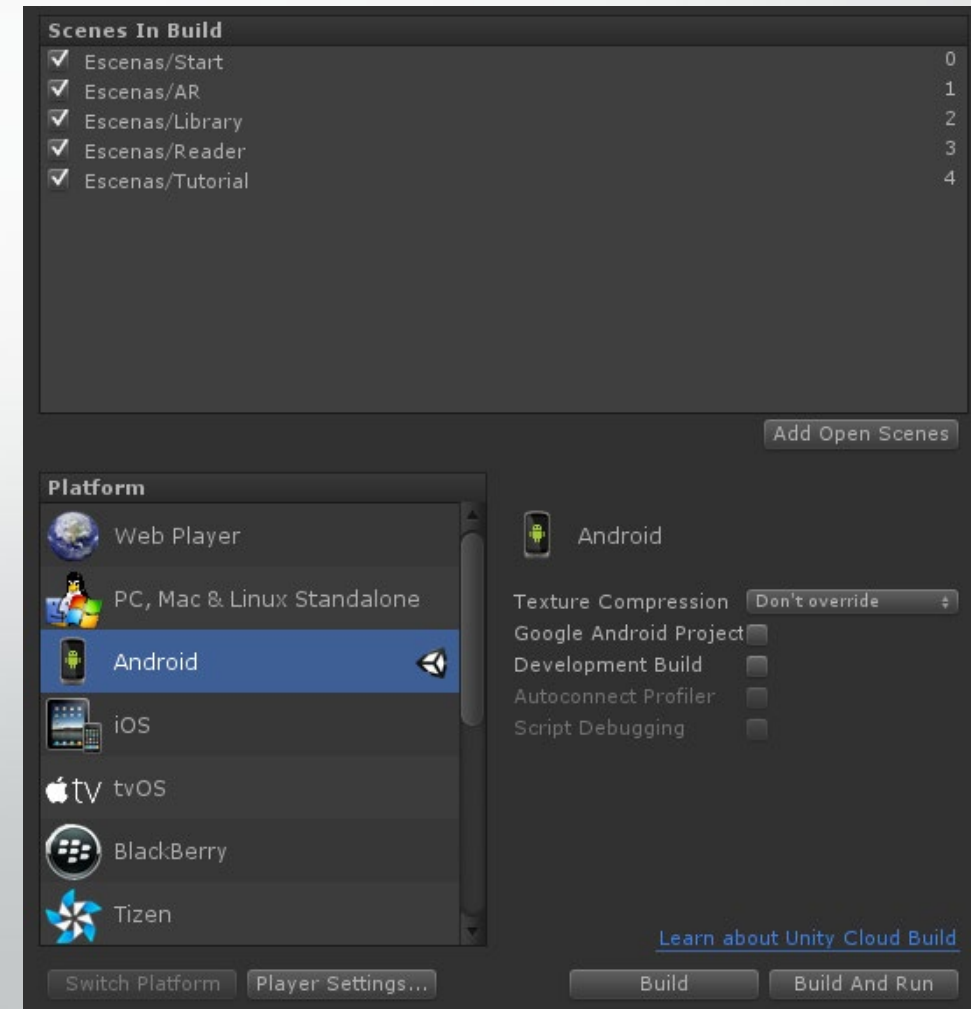 Scenes In Build
Escenas/Start 0
Escenas/AR 1
Escenas/Library 2
Escenas/Reader 3
Escenas/Tutorial 4
Add Open Scenes
Platform
Web Player
PC, Mac & Linux Standalone
Android
iOS
tv tvOS
BlackBerry
Tizen
Android
Texture Compression Don't override
Google Android Project
Development Build
Autoconnect Profiler
Script Debugging
Learn about Unity Cloud Build
Switch Platform Player Settings... Build Build And Run